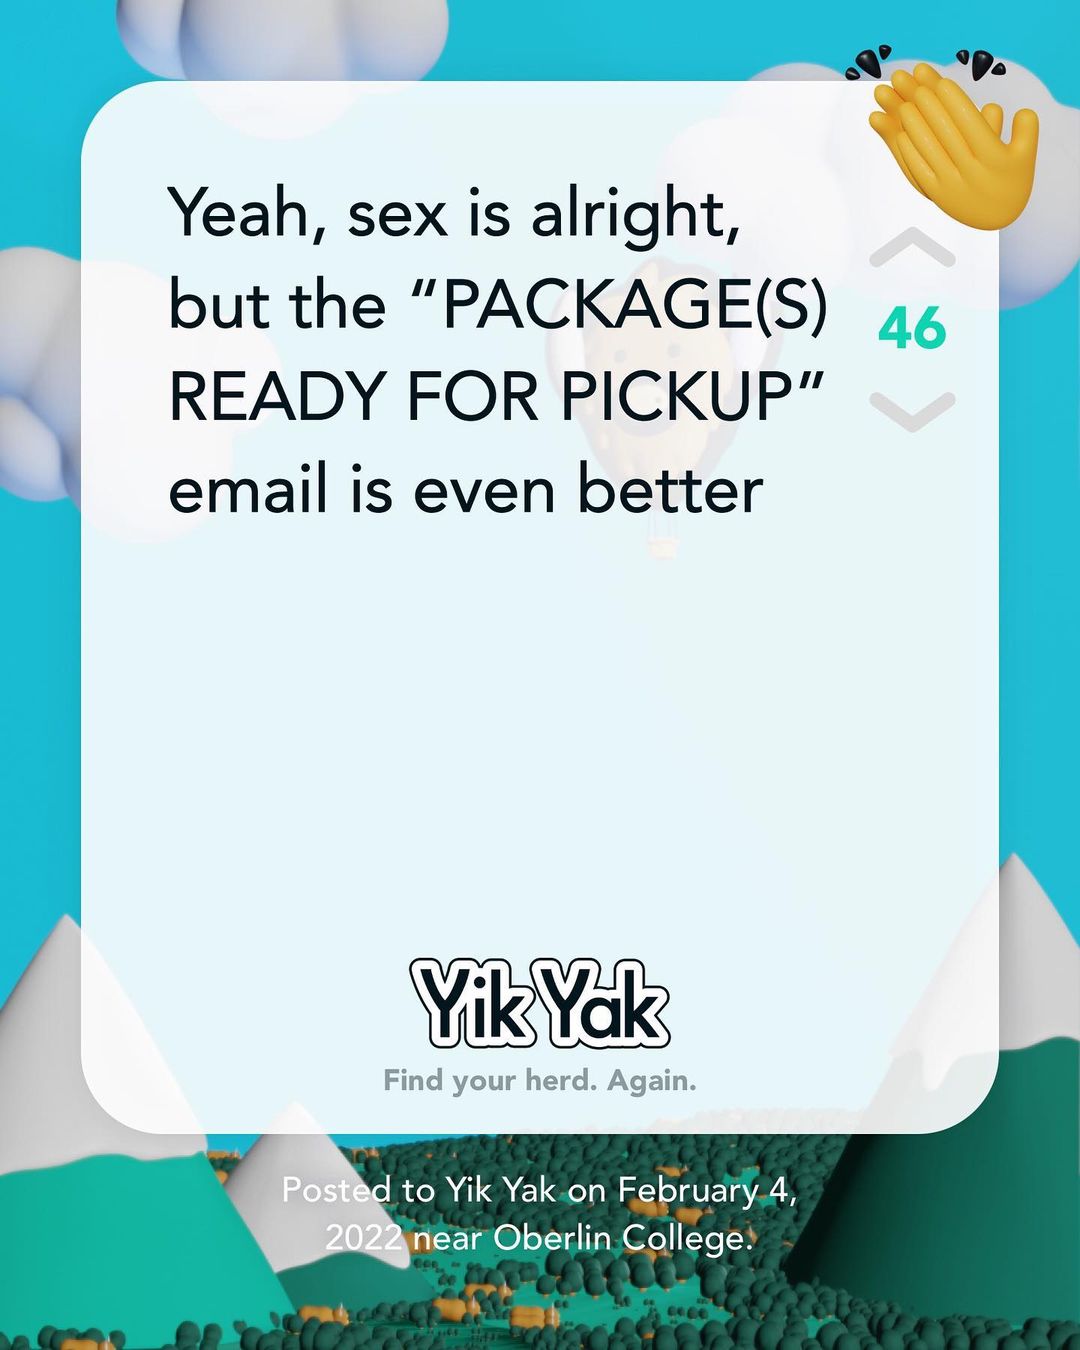 Yeah, sex is alright,
but the “PACKAGE(S)
READY FOR PICKUP”
email is even better
46
Yik Yak
Find your herd. Again.
Posted to Yik Yak on February 4,
2022 near Oberlin College.